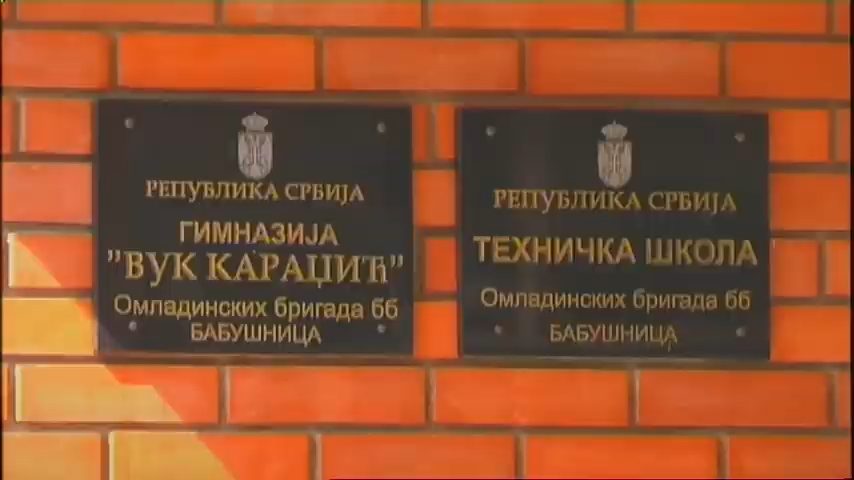 РЕПУБЛИКА СРБИЈА
ГИМНАЗИЈА
"ВУК КАРАЏИЋ"
Омладинских бригада бб
БАБУШНИЦА
РЕПУБЛИКА СРБИЈА
ТЕХНИЧКА ШКОЛА
Омладинских бригада бб
БАБУШНИЦА